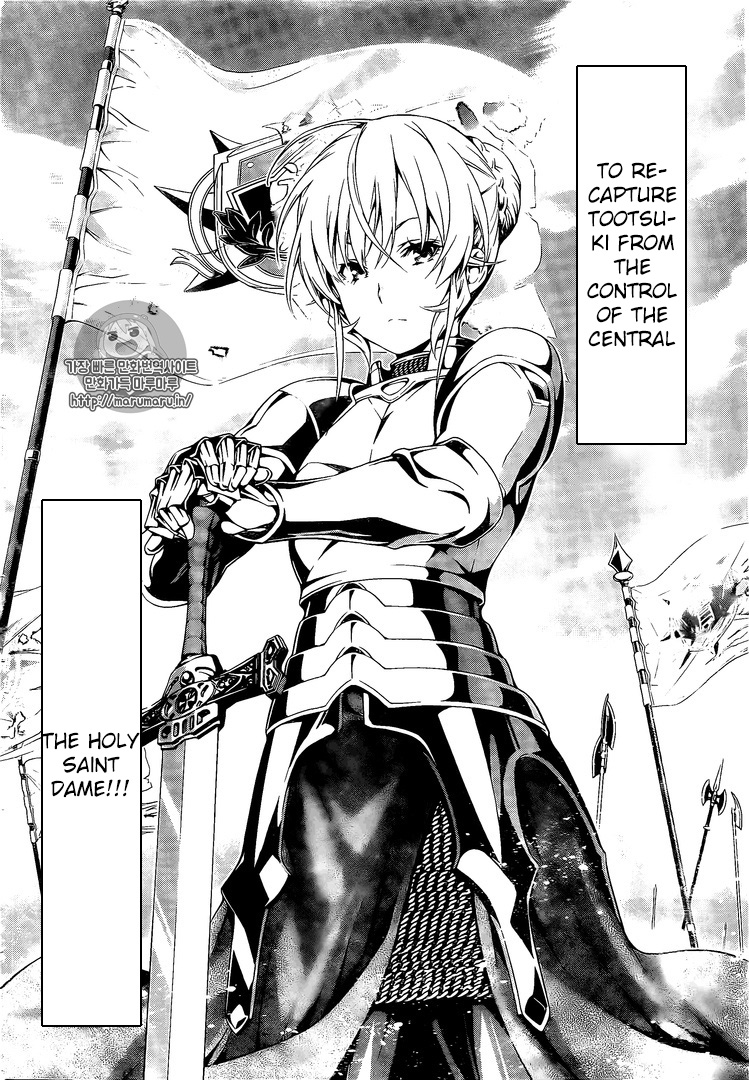 TO RE-
CAPTURE
TOOTSU-
KI FROM
THE
CONTROL
OF THE
CENTRAL
가장 빠른 만화번역사이트
만화가득 마루마루
http://marumaru.in/
THE HOLY
SAINT
DAME!!!